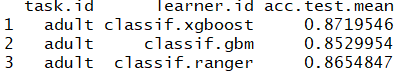 task.id learner.id acc.test.mean
1 adult classif.xgboost 0.8719546
2 adult classif.gbm 0.8529954
3 adult classif.ranger 0.8654847